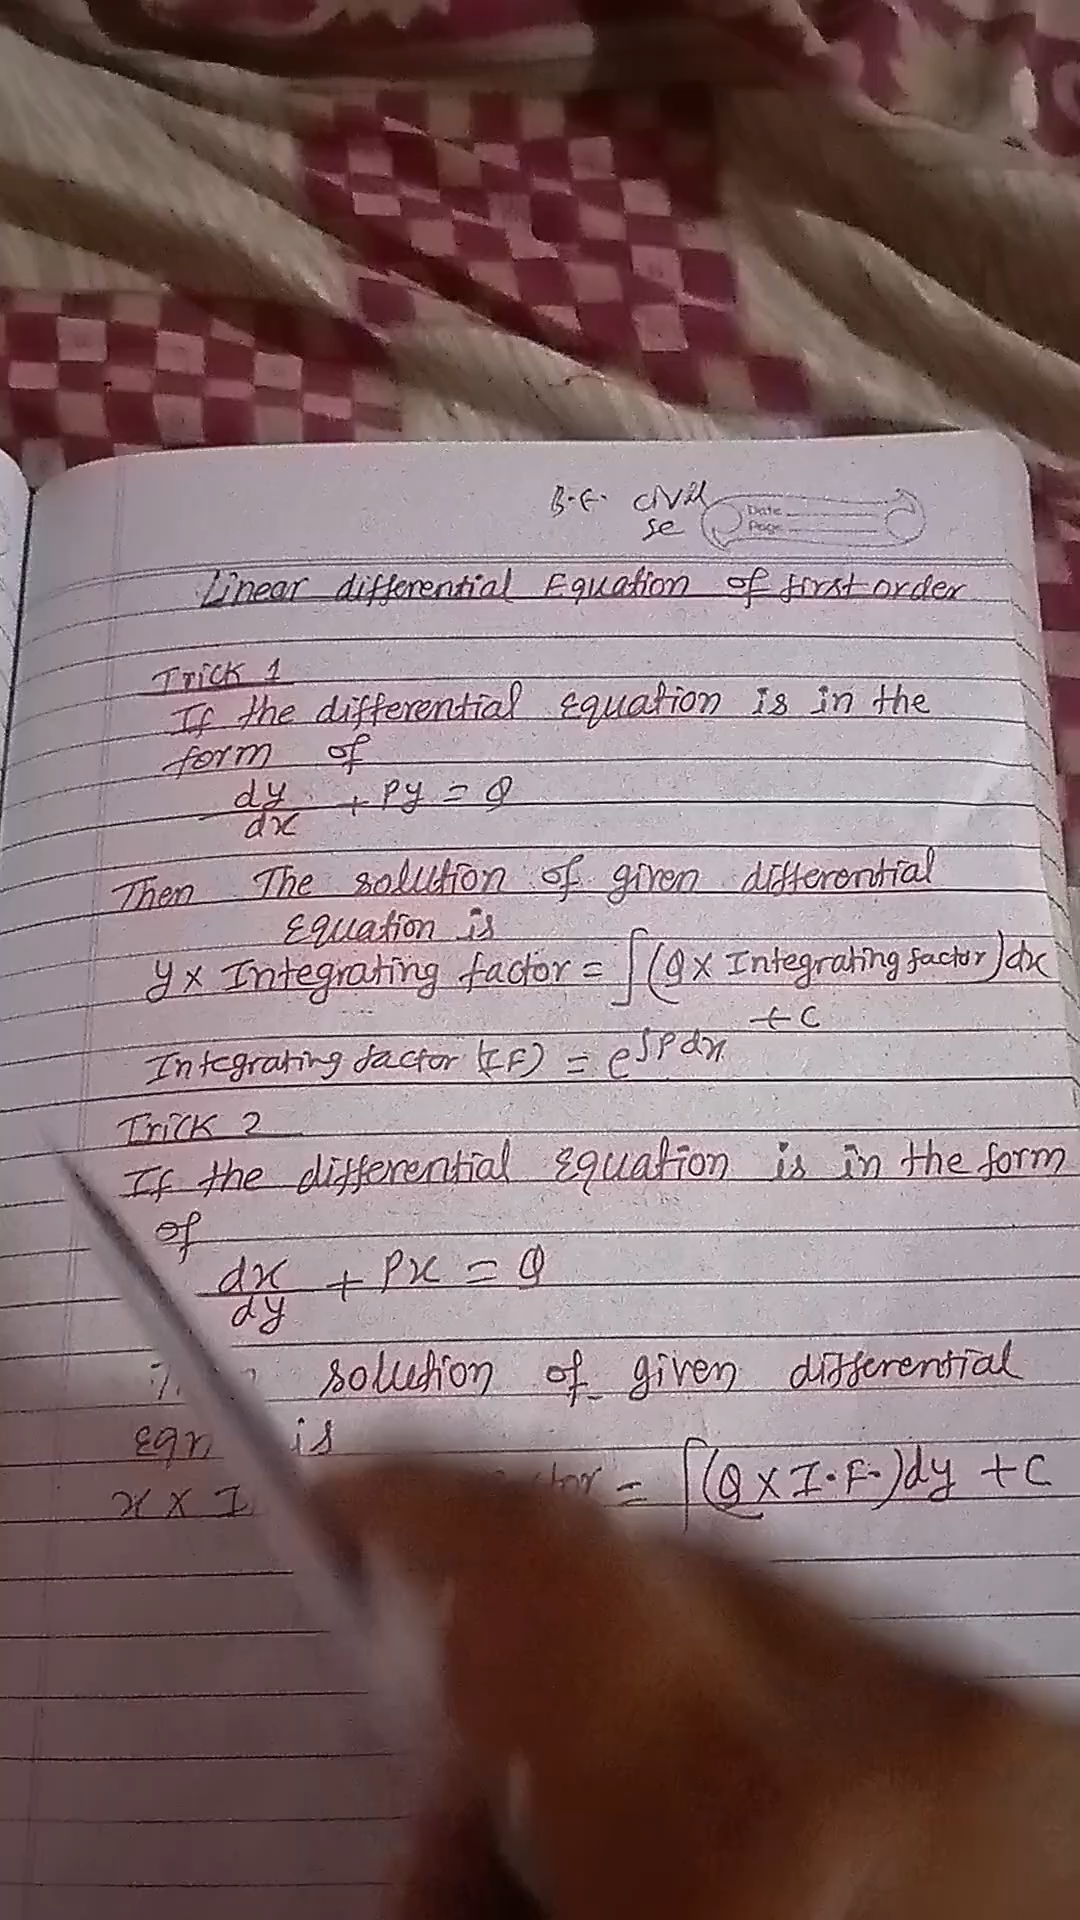 B.E. civil
se
Date
Page
Linear differential Equation of first order
Trick 1
If the differential Equation is in the
form of
dy/dx + Py = Q
Then The solution of given differential
Equation is
y x Integrating factor = ∫(Q x Integrating factor)dx
+ C
Integrating factor (IF) = e^∫Pdx
Trick 2
If the differential Equation is in the form
of
dx/dy + Px = Q
solution of given differential
Eqn is
x x I = ∫(Q x I.F.)dy + C